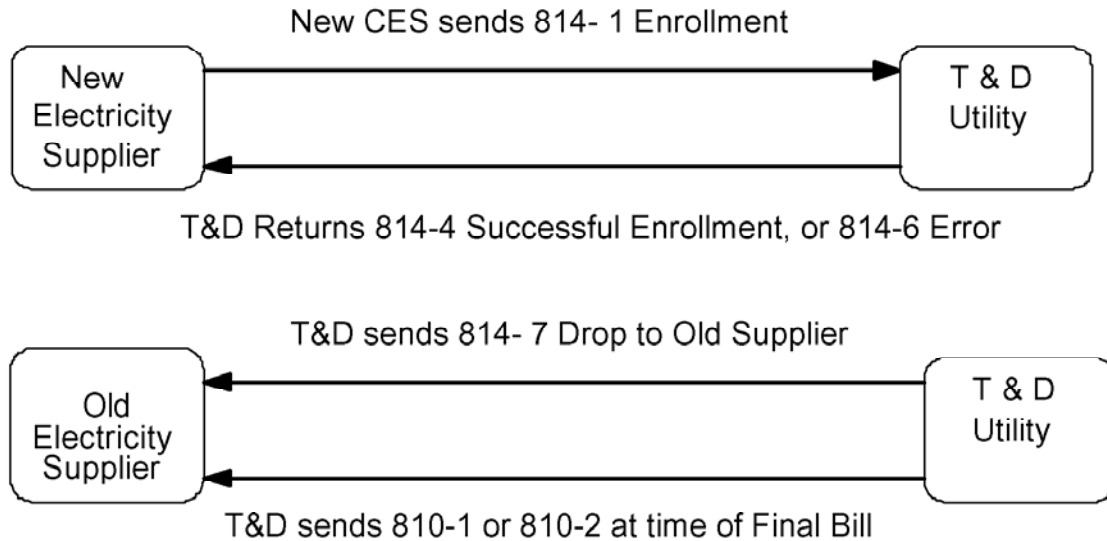 New CES sends 814- 1 Enrollment
New
Electricity
Supplier
T & D
Utility
T&D Returns 814-4 Successful Enrollment, or 814-6 Error
T&D sends 814- 7 Drop to Old Supplier
Old
Electricity
Supplier
T & D
Utility
T&D sends 810-1 or 810-2 at time of Final Bill